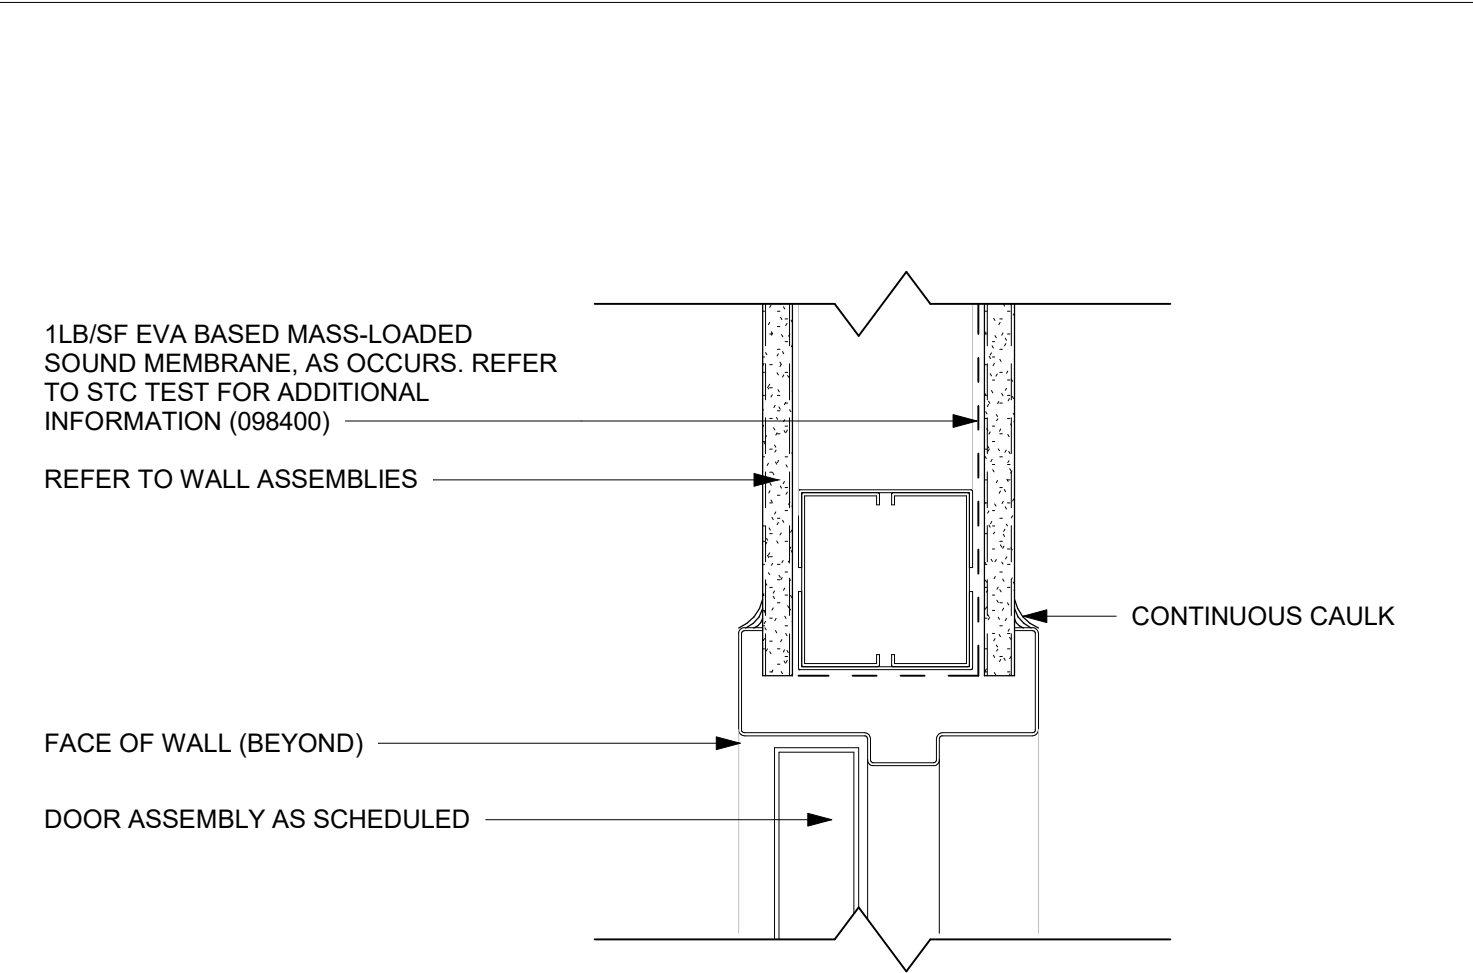 1LB/SF EVA BASED MASS-LOADED
SOUND MEMBRANE, AS OCCURS. REFER
TO STC TEST FOR ADDITIONAL
INFORMATION (098400)
REFER TO WALL ASSEMBLIES
CONTINUOUS CAULK
FACE OF WALL (BEYOND)
DOOR ASSEMBLY AS SCHEDULED